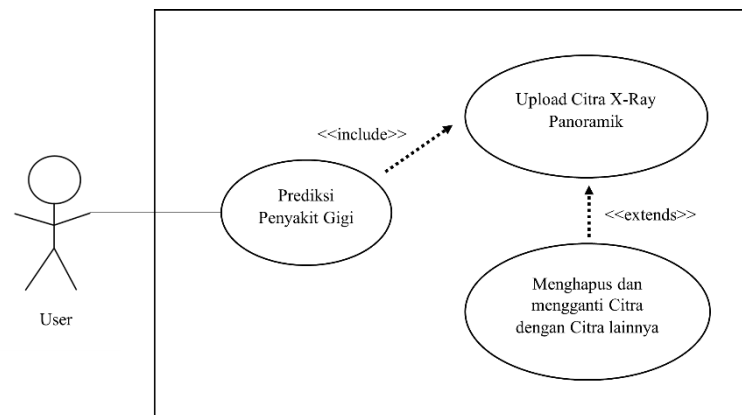 Upload Citra X-Ray
Panoramik
<<include>>
Prediksi
Penyakit Gigi
<<extends>>
Menghapus dan
mengganti Citra
dengan Citra lainnya
User